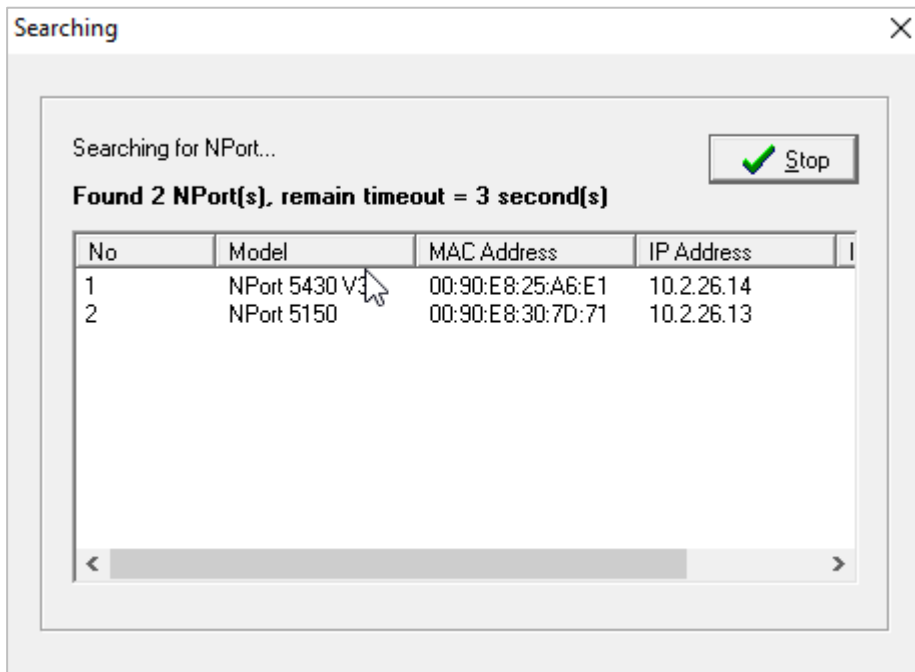 Searching
Searching for NPort...
Stop
Found 2 NPort(s), remain timeout = 3 second(s)
No Model MAC Address IP Address
1 NPort 5430 V3 00:90:E8:25:A6:E1 10.2.26.14
2 NPort 5150 00:90:E8:30:7D:71 10.2.26.13